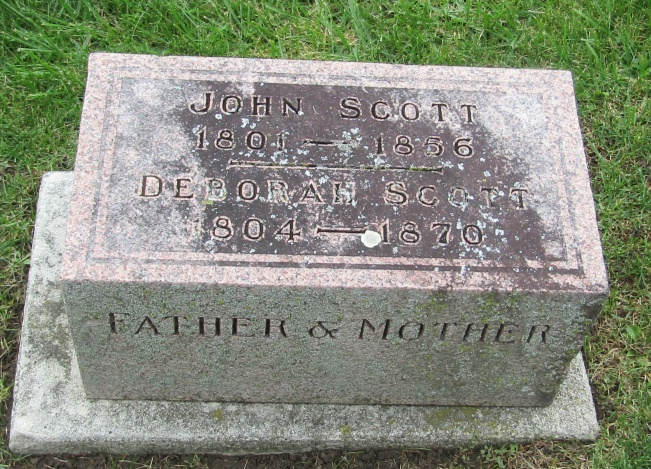 JOHN SCOTT
1801 — 1856
DEBORAH SCOTT
1804 — 1870
FATHER & MOTHER